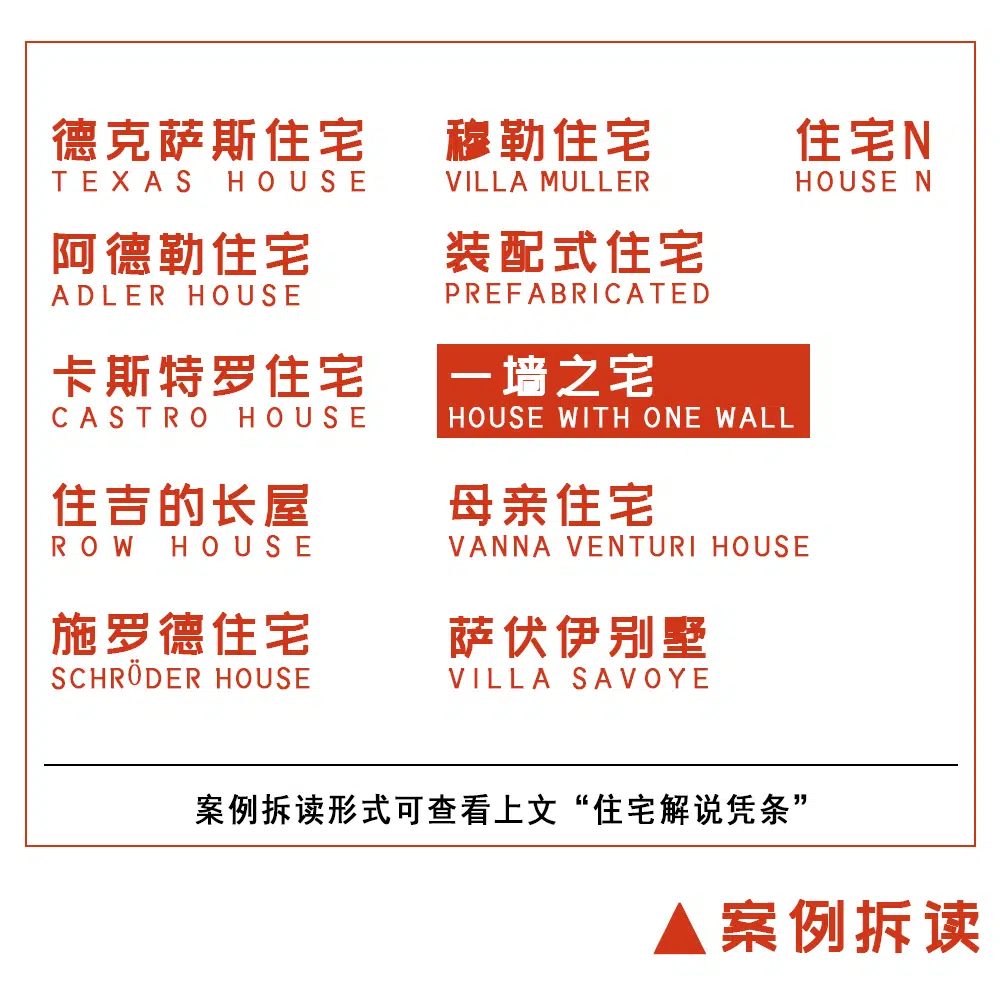 德克萨斯住宅
TEXAS HOUSE
穆勒住宅
VILLA MULLER
住宅N
HOUSE N
阿德勒住宅
ADLER HOUSE
装配式住宅
PREFABRICATED
卡斯特罗住宅
CASTRO HOUSE
一墙之宅
HOUSE WITH ONE WALL
住吉的长屋
ROW HOUSE
母亲住宅
VANNA VENTURI HOUSE
施罗德住宅
SCHRÖDER HOUSE
萨伏伊别墅
VILLA SAVOYE
案例拆读形式可查看上文“住宅解说凭条”
▲案例拆读